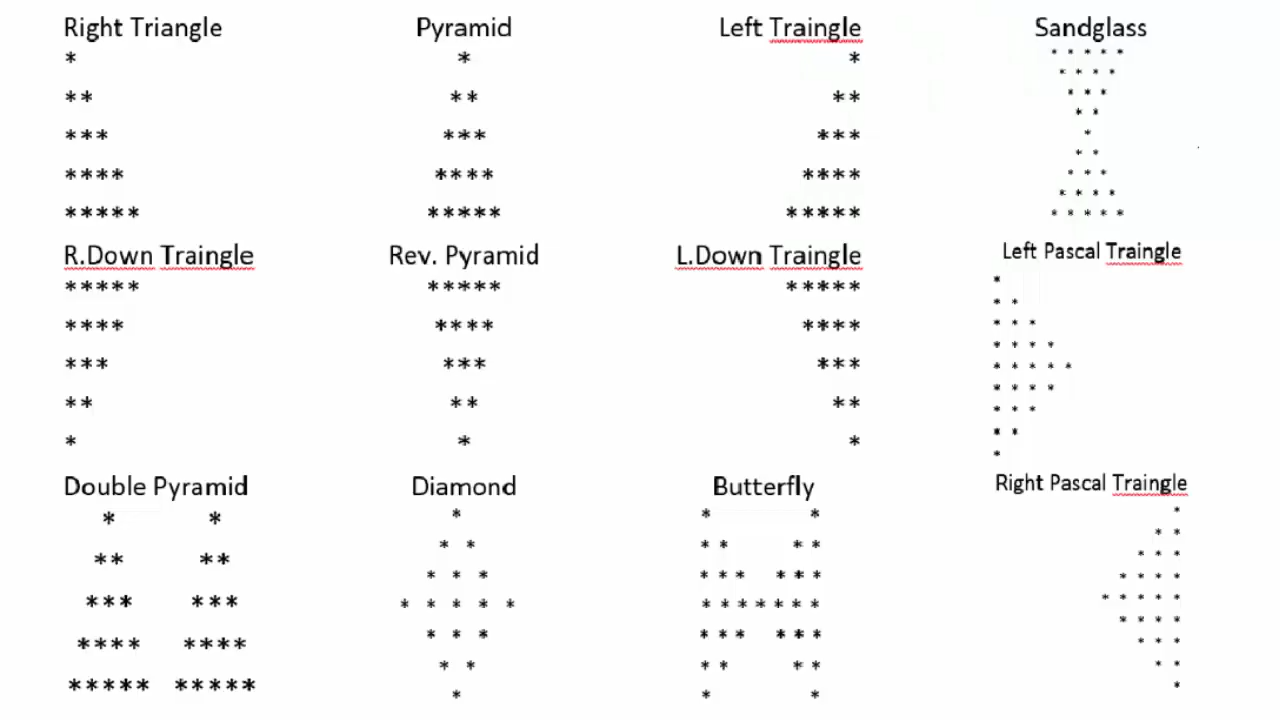 Right Triangle Pyramid Left Traingle Sandglass
* * * * * * * *
** ** ** * * * *
*** *** *** * * *
* *
**** **** **** *
* *
***** ***** ***** * * *
* * * *
* * * * *
R.Down Traingle Rev. Pyramid L.Down Traingle Left Pascal Traingle
***** ***** ***** *
* *
**** **** **** * * *
* * * *
*** *** *** * * * * *
* * * *
** ** ** * * *
* *
* * * *
Double Pyramid Diamond Butterfly Right Pascal Traingle
* * * * * *
** ** * * * * * * * *
* * *
*** *** * * * * * * * * * * * * *
* * * * * * * * * * * * * * * * *
**** **** * * * * * * * * * * * * *
* * *
***** ***** * * * * * * * *
* * * *